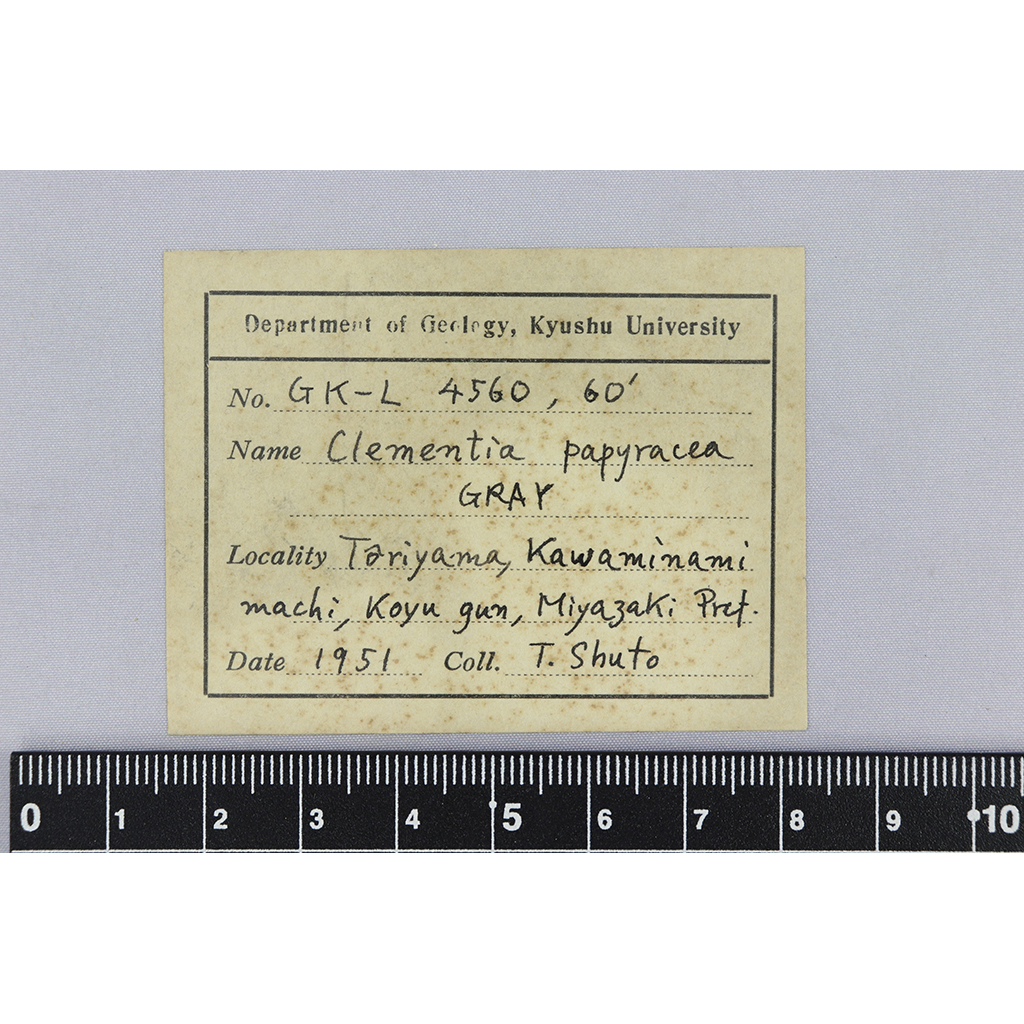 Department of Geology, Kyushu University
No. GK-L 4560, 60'
Name Clementia papyracea
GRAY
Locality Toriyama, Kawaminami
machi, Koyu gun, Miyazaki Pref.
Date 1951 Coll. T. Shuto
0 1 2 3 4 5 6 7 8 9 10